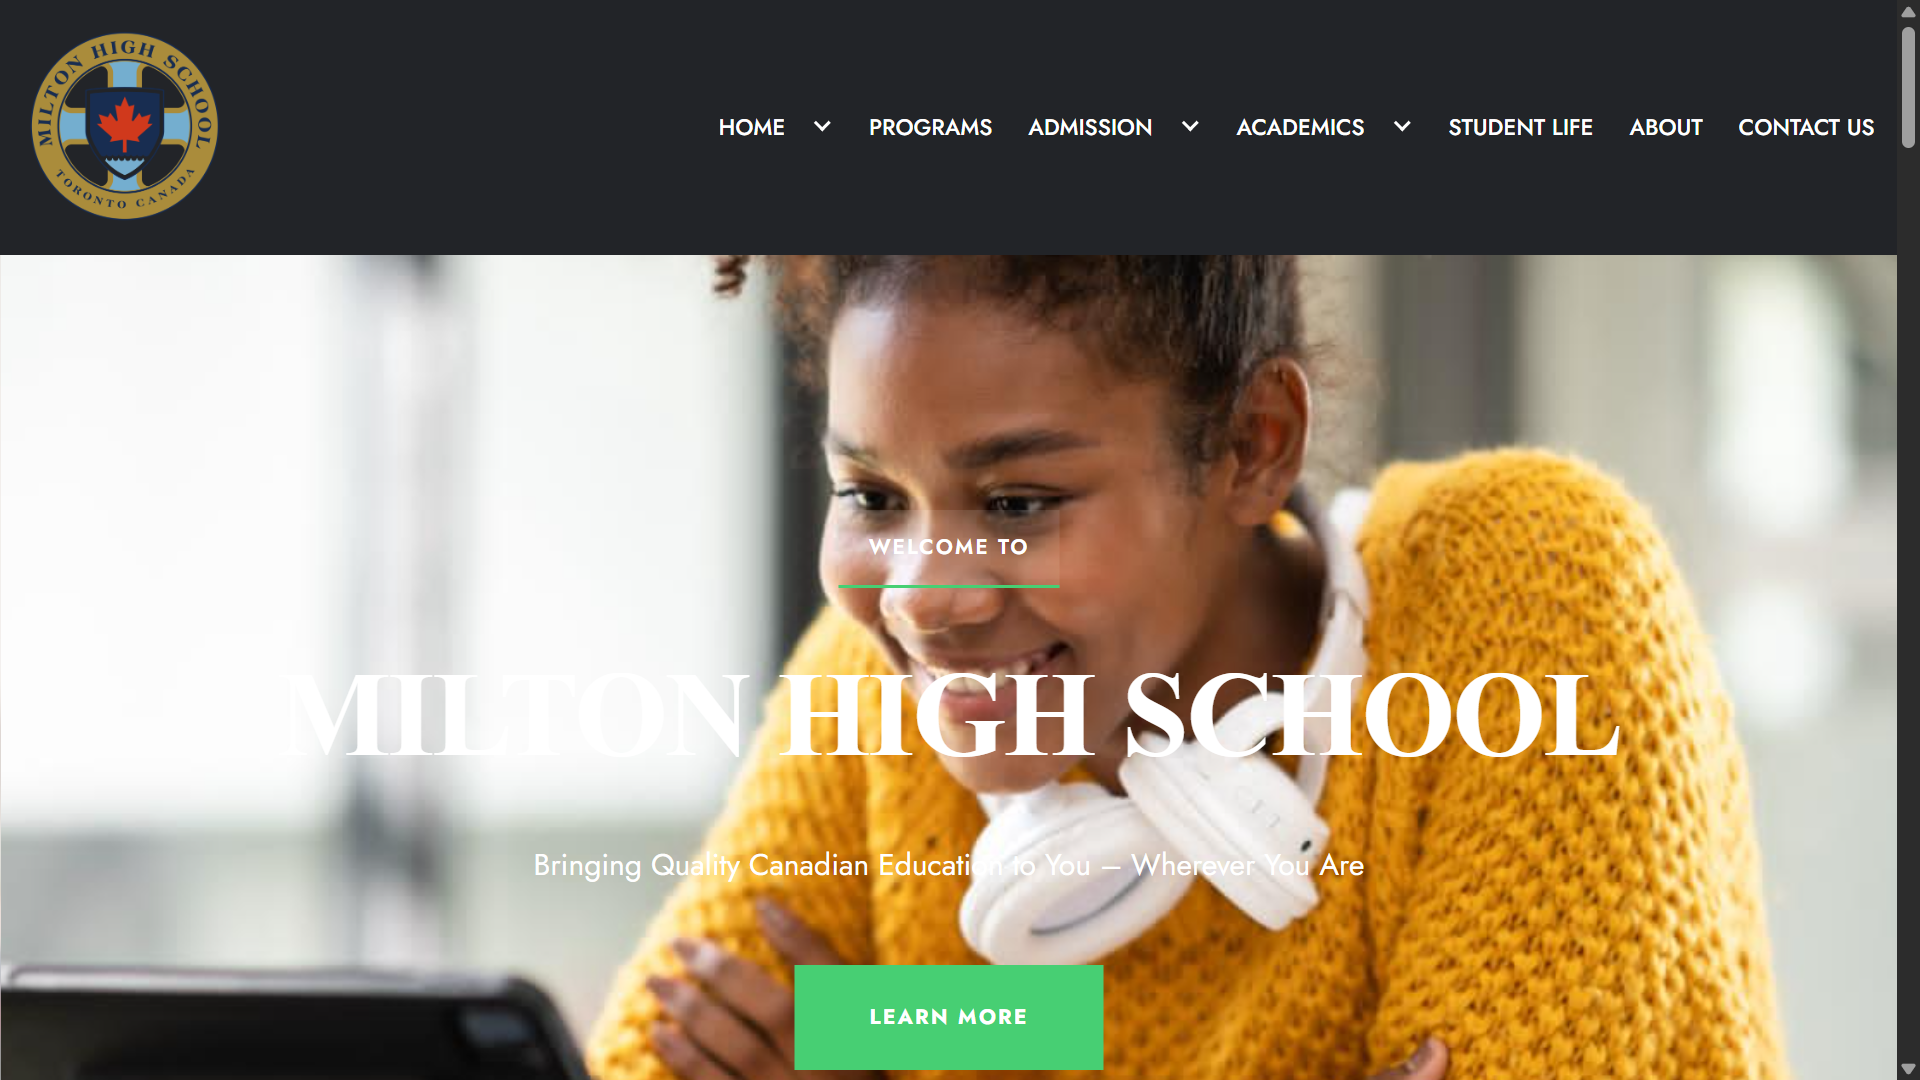 MILTON HIGH SCHOOL
TORONTO CANADA
HOME
PROGRAMS
ADMISSION
ACADEMICS
STUDENT LIFE
ABOUT
CONTACT US
WELCOME TO
MILTON HIGH SCHOOL
Bringing Quality Canadian Education to You – Wherever You Are
LEARN MORE